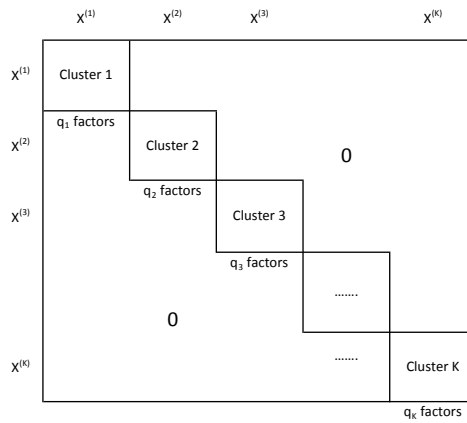 X(1) X(2) X(3) X(K)
X(1) Cluster 1
q1 factors
X(2) Cluster 2 0
q2 factors
X(3) Cluster 3
q3 factors
.......
0
.......
X(K) Cluster K
qK factors